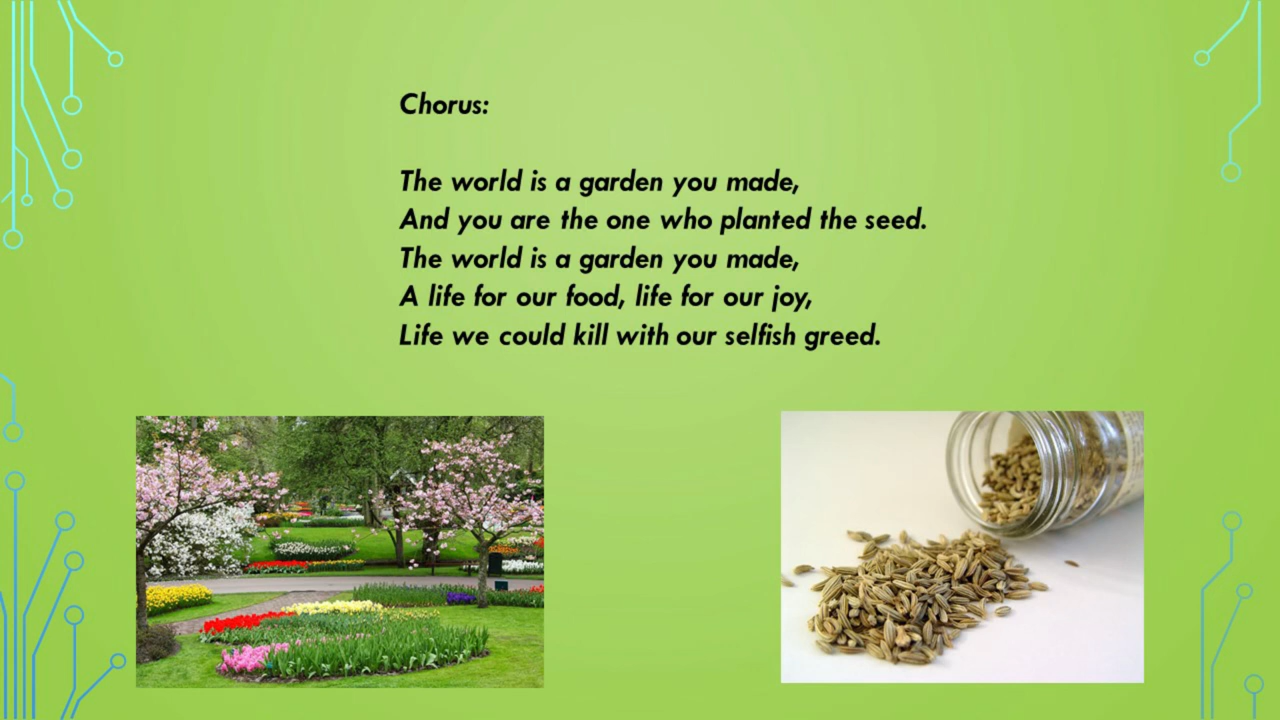 Chorus:
The world is a garden you made,
And you are the one who planted the seed.
The world is a garden you made,
A life for our food, life for our joy,
Life we could kill with our selfish greed.